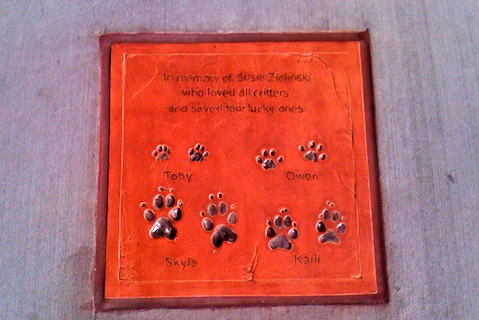 In memory of Susie Zielinski
who loved all critters
and saved four lucky ones
Toby Owen
Skyla Kaili